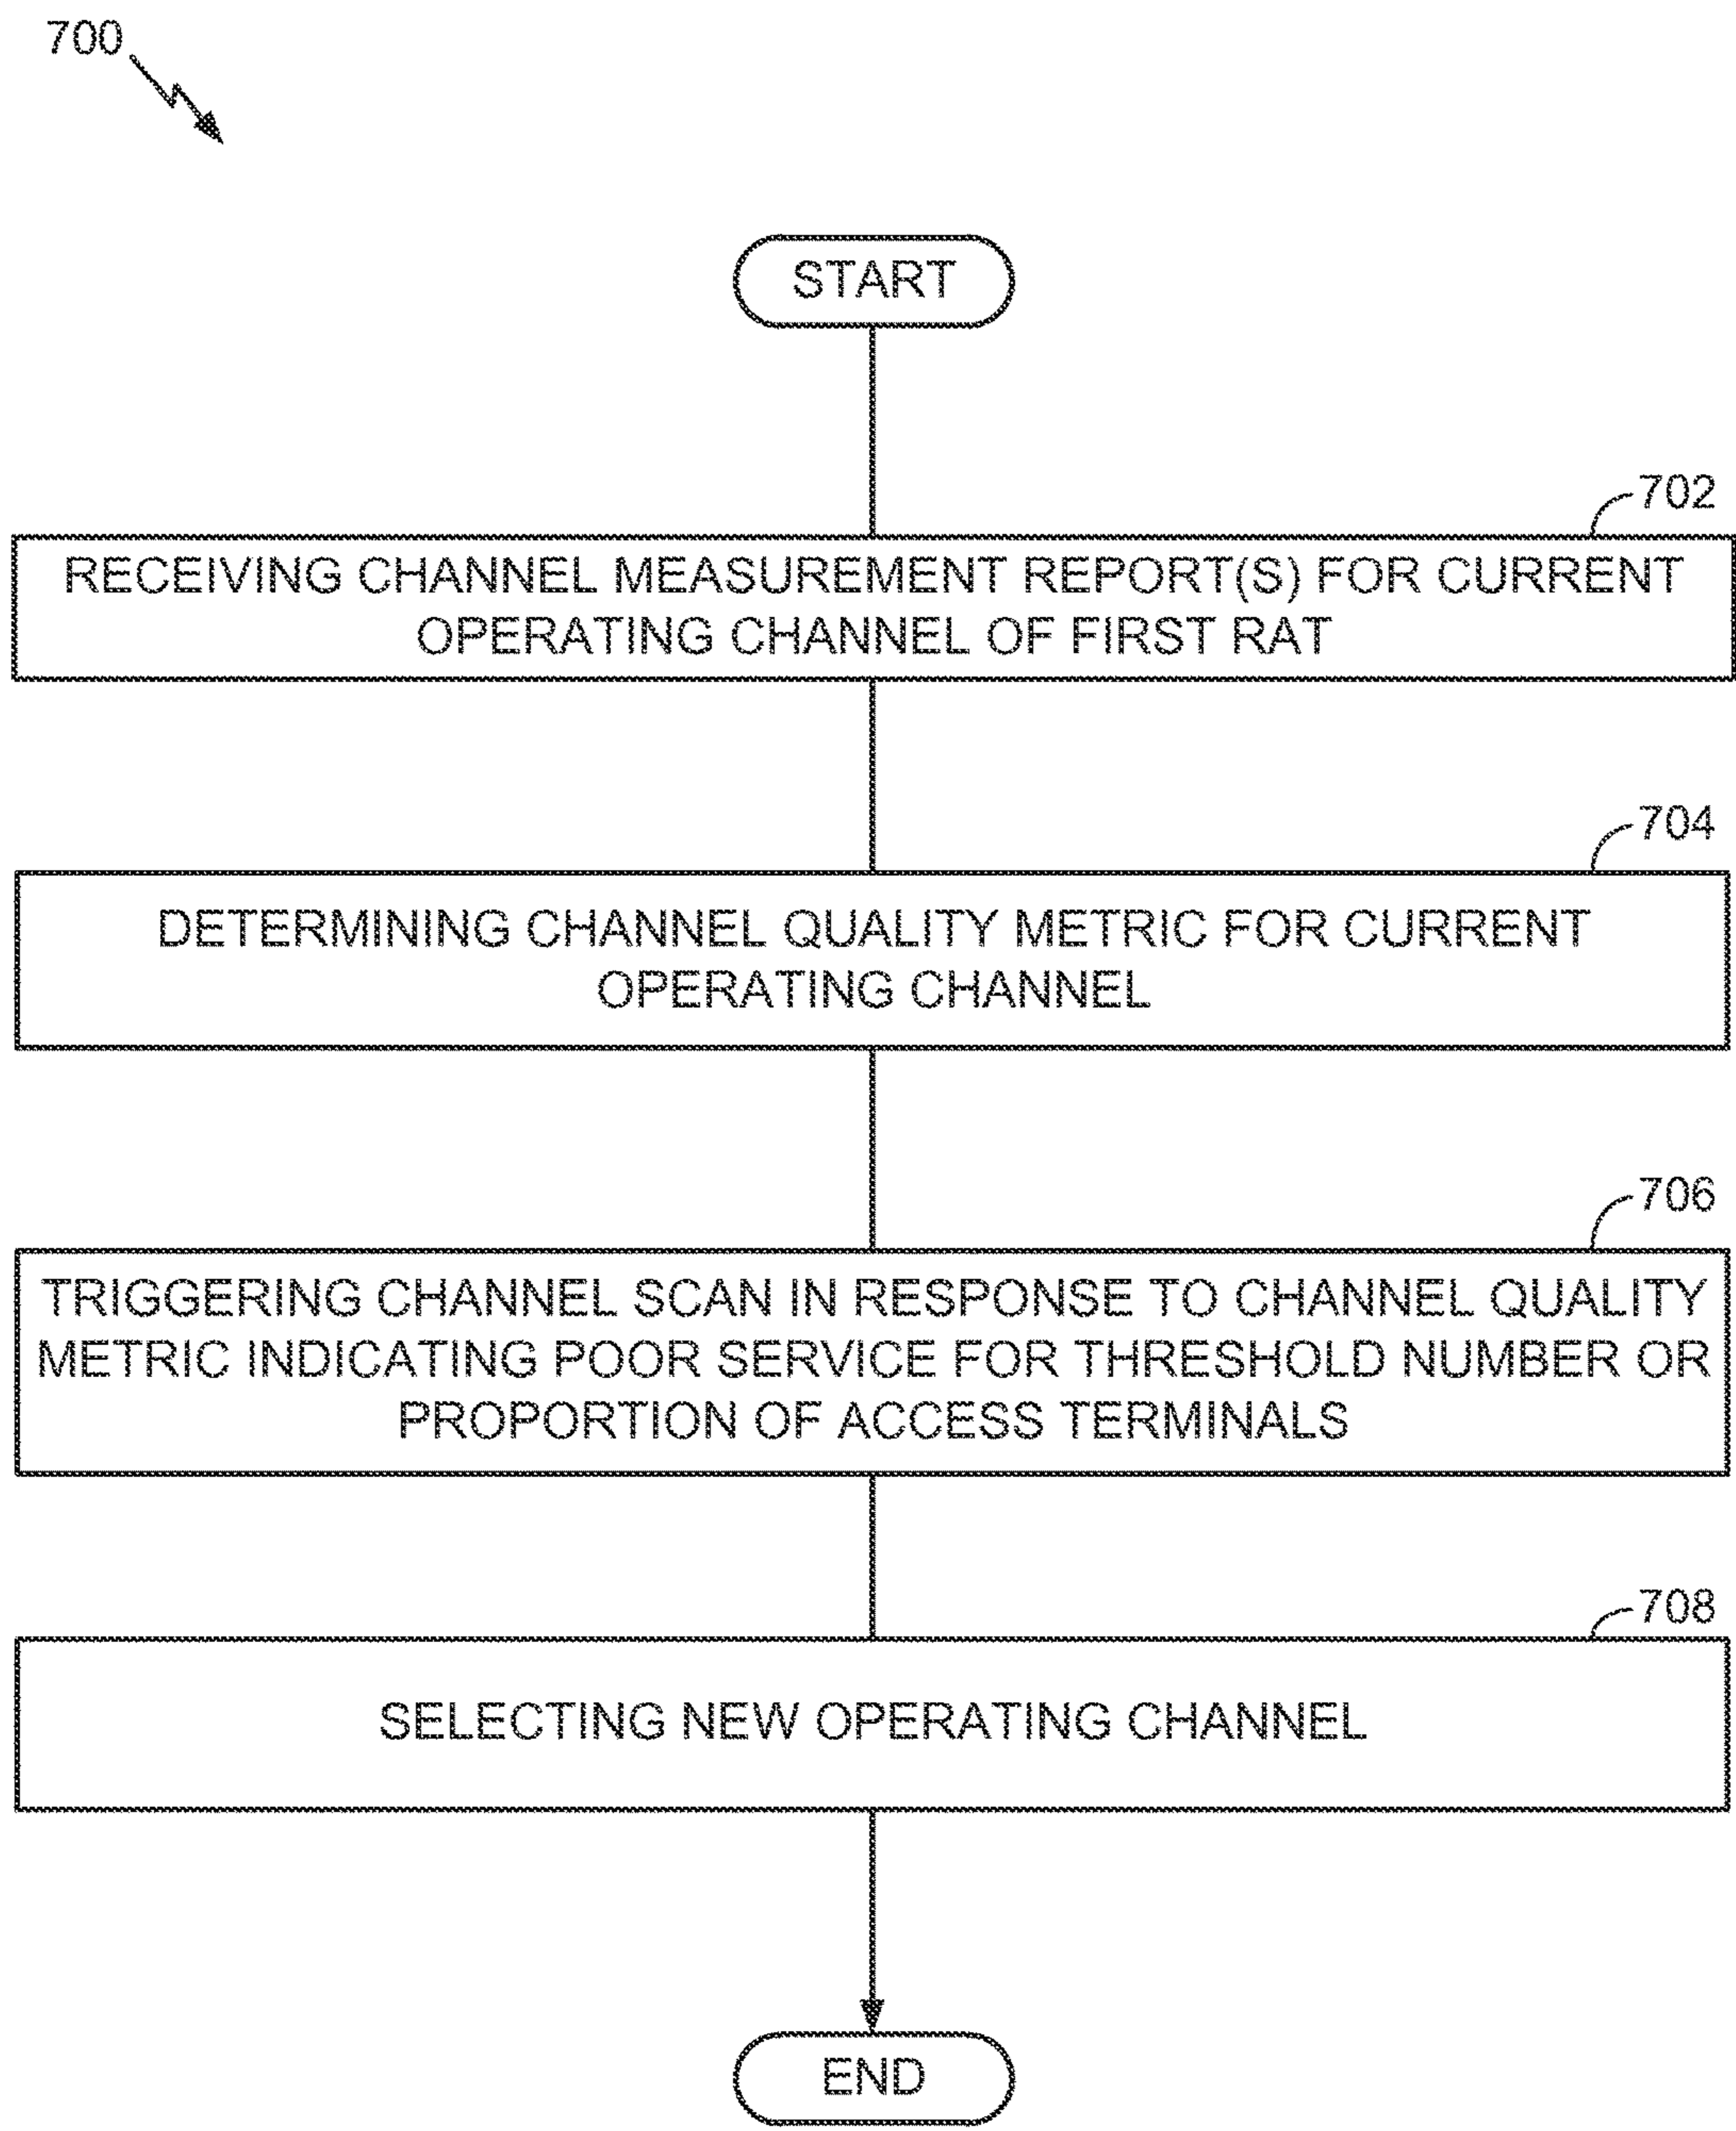 700
START
702
RECEIVING CHANNEL MEASUREMENT REPORT(S) FOR CURRENT
OPERATING CHANNEL OF FIRST RAT
704
DETERMINING CHANNEL QUALITY METRIC FOR CURRENT
OPERATING CHANNEL
706
TRIGGERING CHANNEL SCAN IN RESPONSE TO CHANNEL QUALITY
METRIC INDICATING POOR SERVICE FOR THRESHOLD NUMBER OR
PROPORTION OF ACCESS TERMINALS
708
SELECTING NEW OPERATING CHANNEL
END